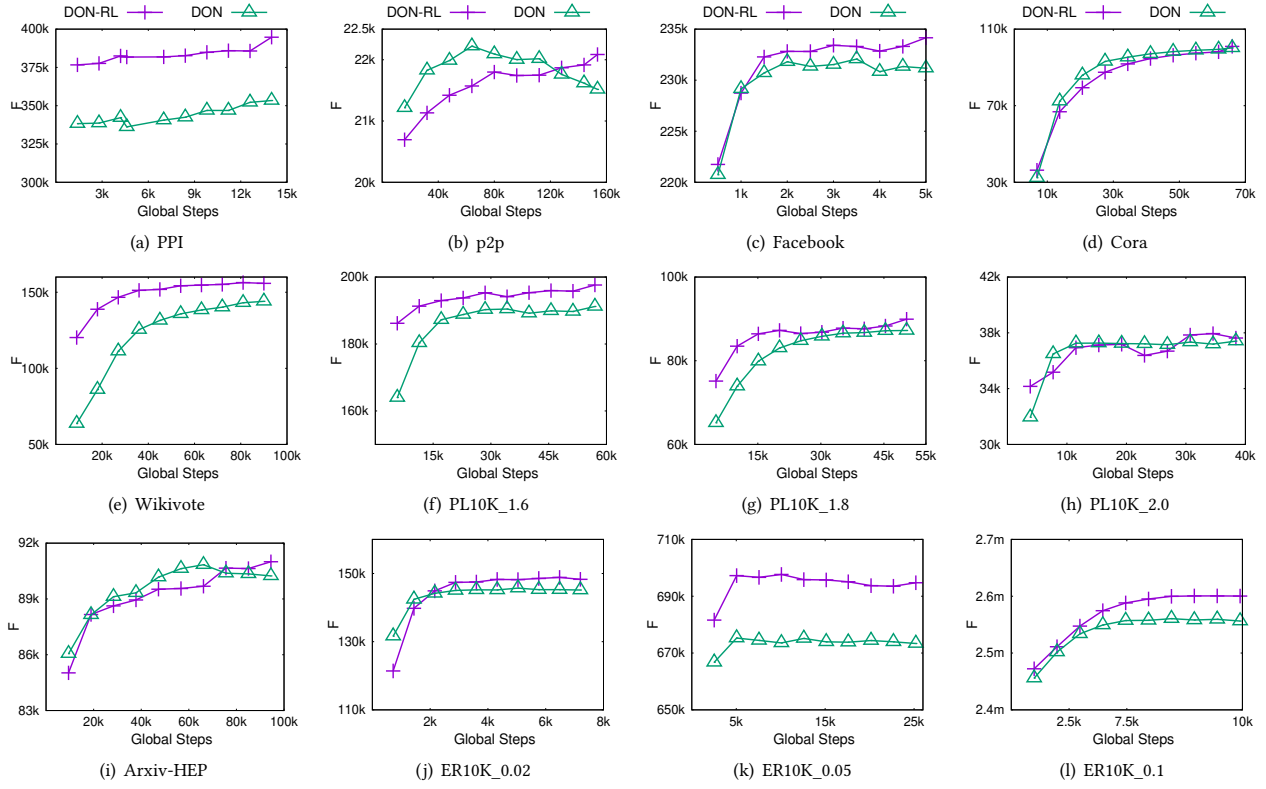 DON-RL DON DON-RL DON DON-RL DON DON-RL DON
400k 375k 350k 325k 300k
F
3k 6k 9k 12k 15k
Global Steps
(a) PPI
22.5k 22k 21k 20k
F
40k 80k 120k 160k
Global Steps
(b) p2p
235k 230k 225k 220k
F
1k 2k 3k 4k 5k
Global Steps
(c) Facebook
110k 70k 30k
F
10k 30k 50k 70k
Global Steps
(d) Cora
150k 100k 50k
F
20k 40k 60k 80k 100k
Global Steps
(e) Wikivote
200k 180k 160k
F
15k 30k 45k 60k
Global Steps
(f) PL10K_1.6
100k 80k 60k
F
15k 30k 45k 55k
Global Steps
(g) PL10K_1.8
42k 38k 34k 30k
F
10k 20k 30k 40k
Global Steps
(h) PL10K_2.0
92k 89k 86k 83k
F
20k 40k 60k 80k 100k
Global Steps
(i) Arxiv-HEP
150k 130k 110k
F
2k 4k 6k 8k
Global Steps
(j) ER10K_0.02
710k 690k 670k 650k
F
5k 15k 25k
Global Steps
(k) ER10K_0.05
2.7m 2.6m 2.5m 2.4m
F
2.5k 7.5k 10k
Global Steps
(l) ER10K_0.1